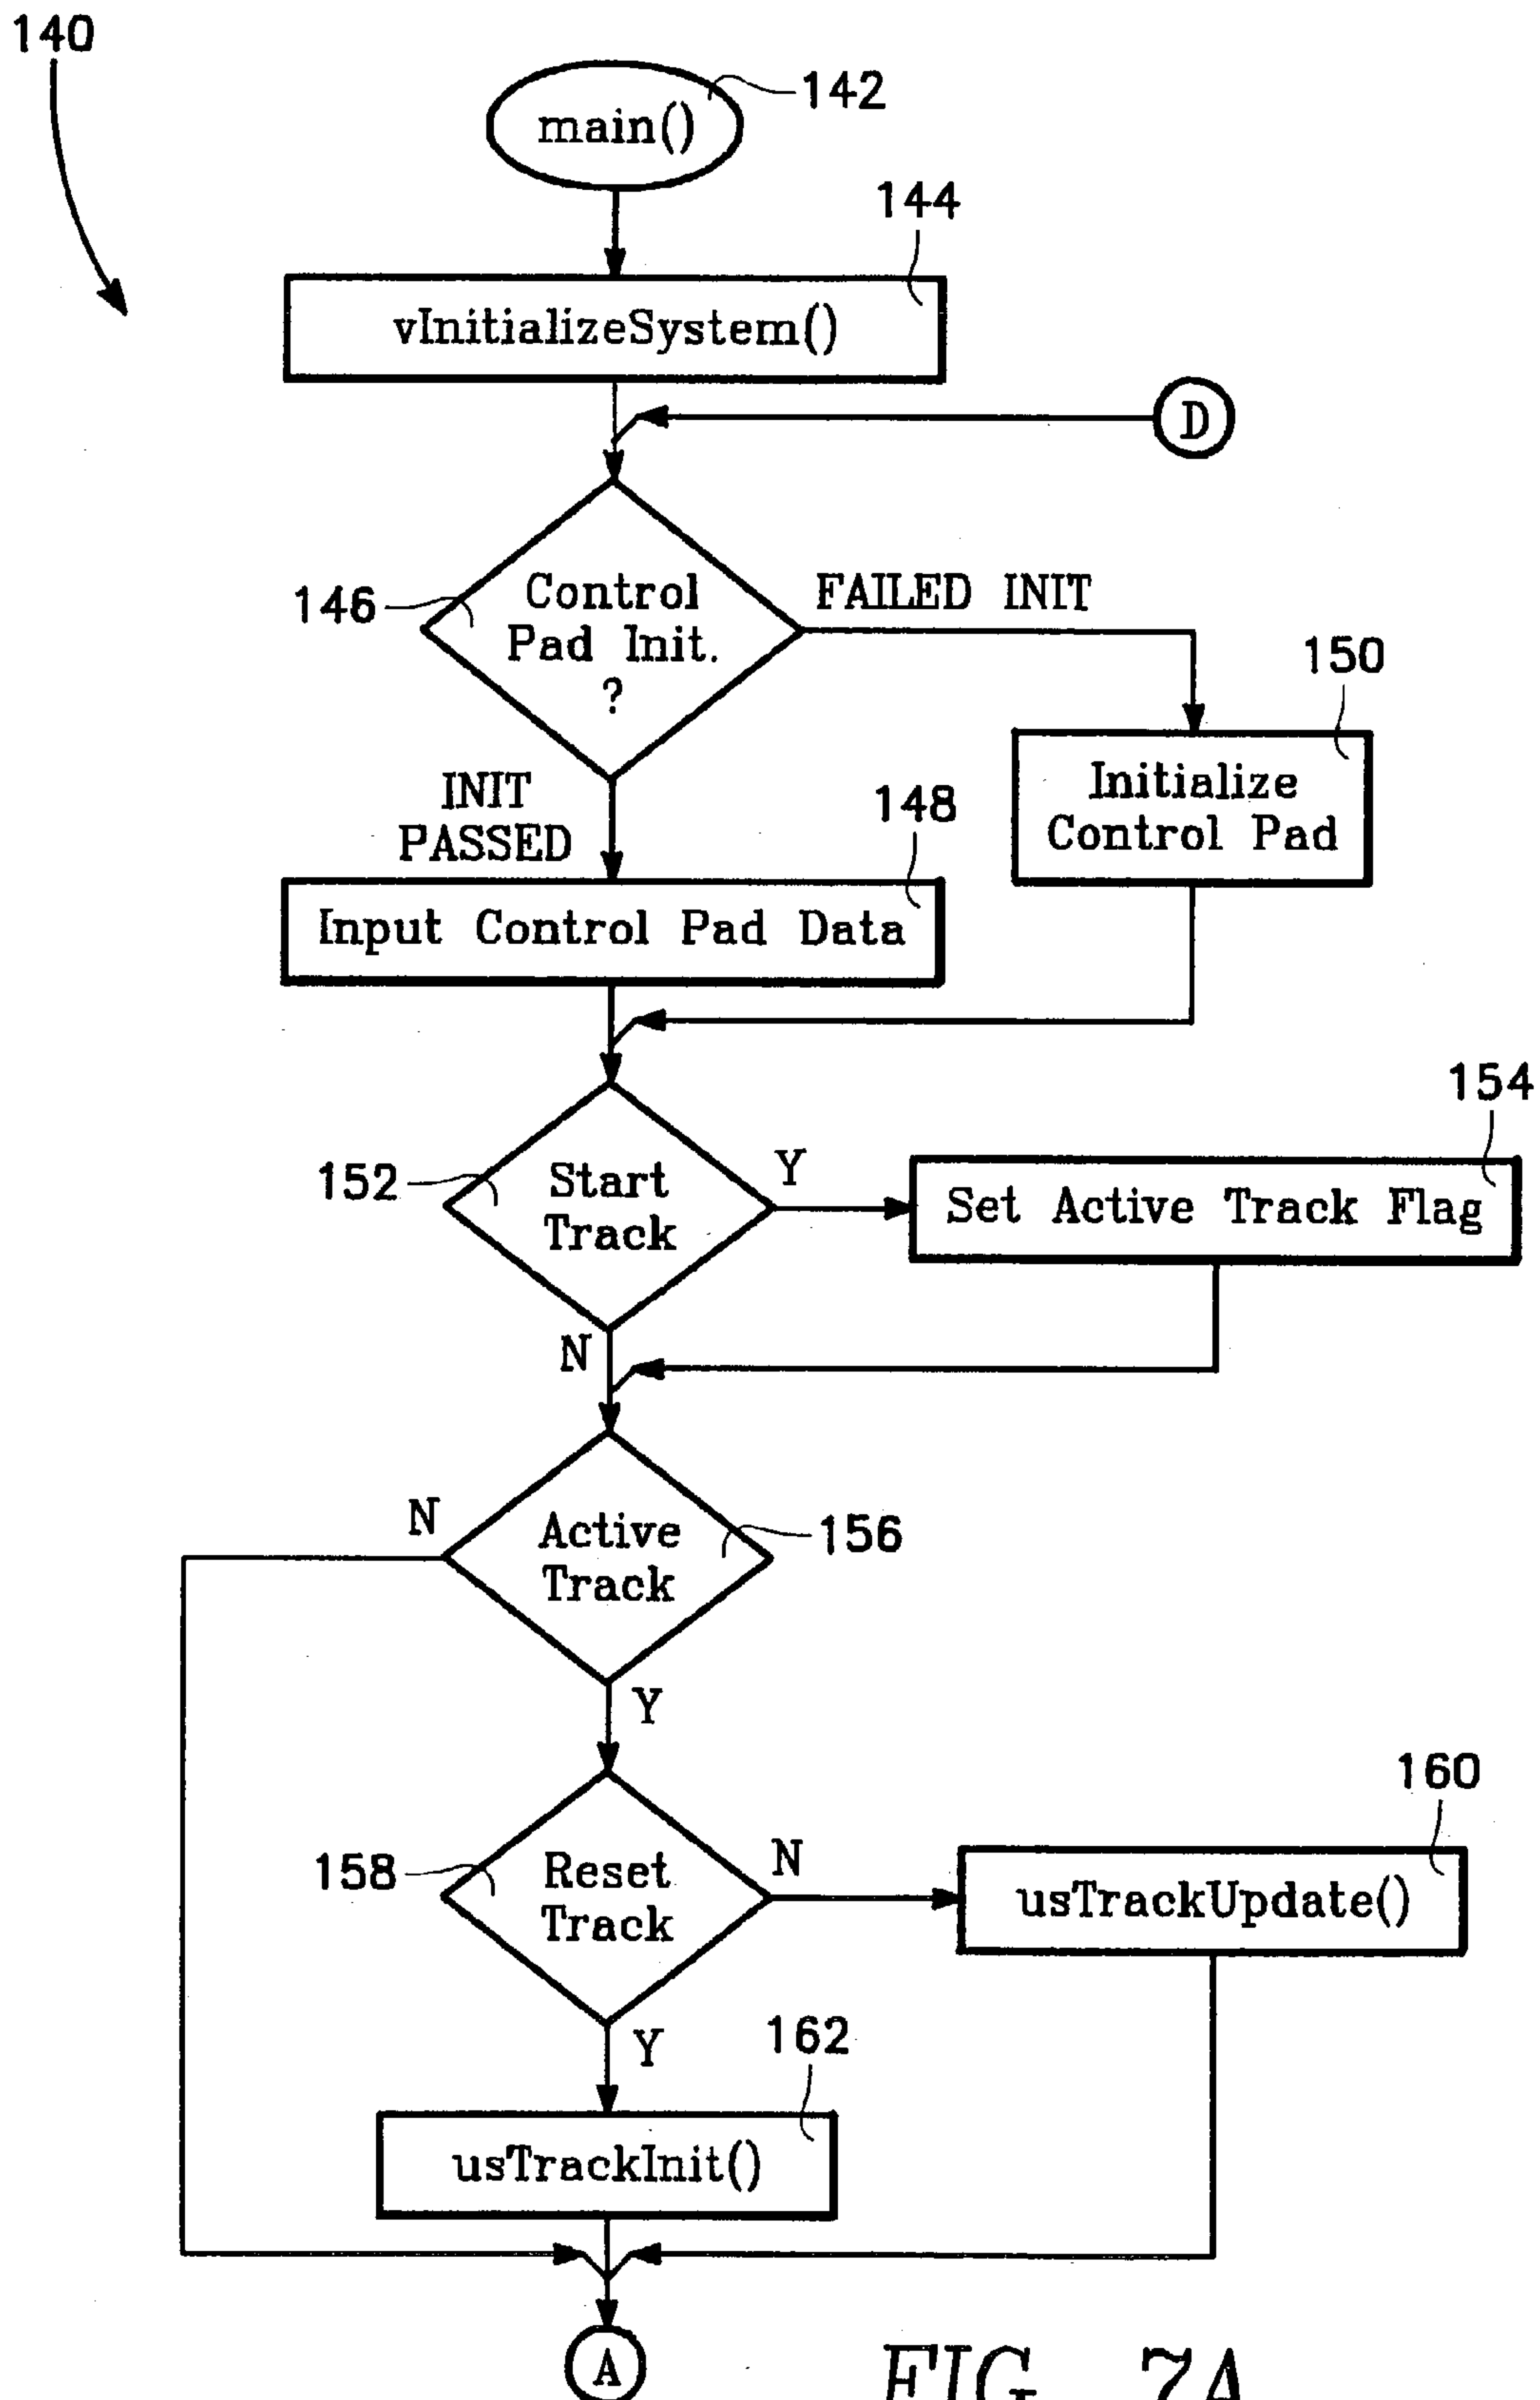 140
main()
142
144
vInitializeSystem()
D
146
Control
Pad Init.
?
FAILED INIT
150
Initialize
Control Pad
INIT
PASSED
148
Input Control Pad Data
152
Start
Track
Y
154
Set Active Track Flag
N
N
Active
Track
156
Y
158
Reset
Track
N
160
usTrackUpdate()
Y
162
usTrackInit()
A
FIG. 7A